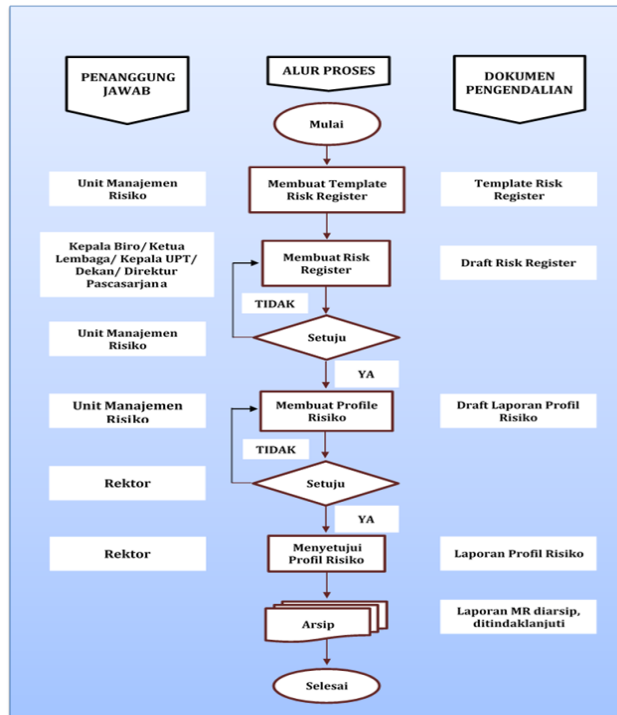 PENANGGUNG
JAWAB
ALUR PROSES
DOKUMEN
PENGENDALIAN
Mulai
Unit Manajemen
Risiko
Membuat Template
Risk Register
Template Risk
Register
Kepala Biro/ Ketua
Lembaga/ Kepala UPT/
Dekan/ Direktur
Pascasarjana
Membuat Risk
Register
Draft Risk Register
TIDAK
Unit Manajemen
Risiko
Setuju
YA
Unit Manajemen
Risiko
Membuat Profile
Risiko
Draft Laporan Profil
Risiko
TIDAK
Rektor
Setuju
YA
Rektor
Menyetujui
Profil Risiko
Laporan Profil Risiko
Arsip
Laporan MR diarsip,
ditindaklanjuti
Selesai